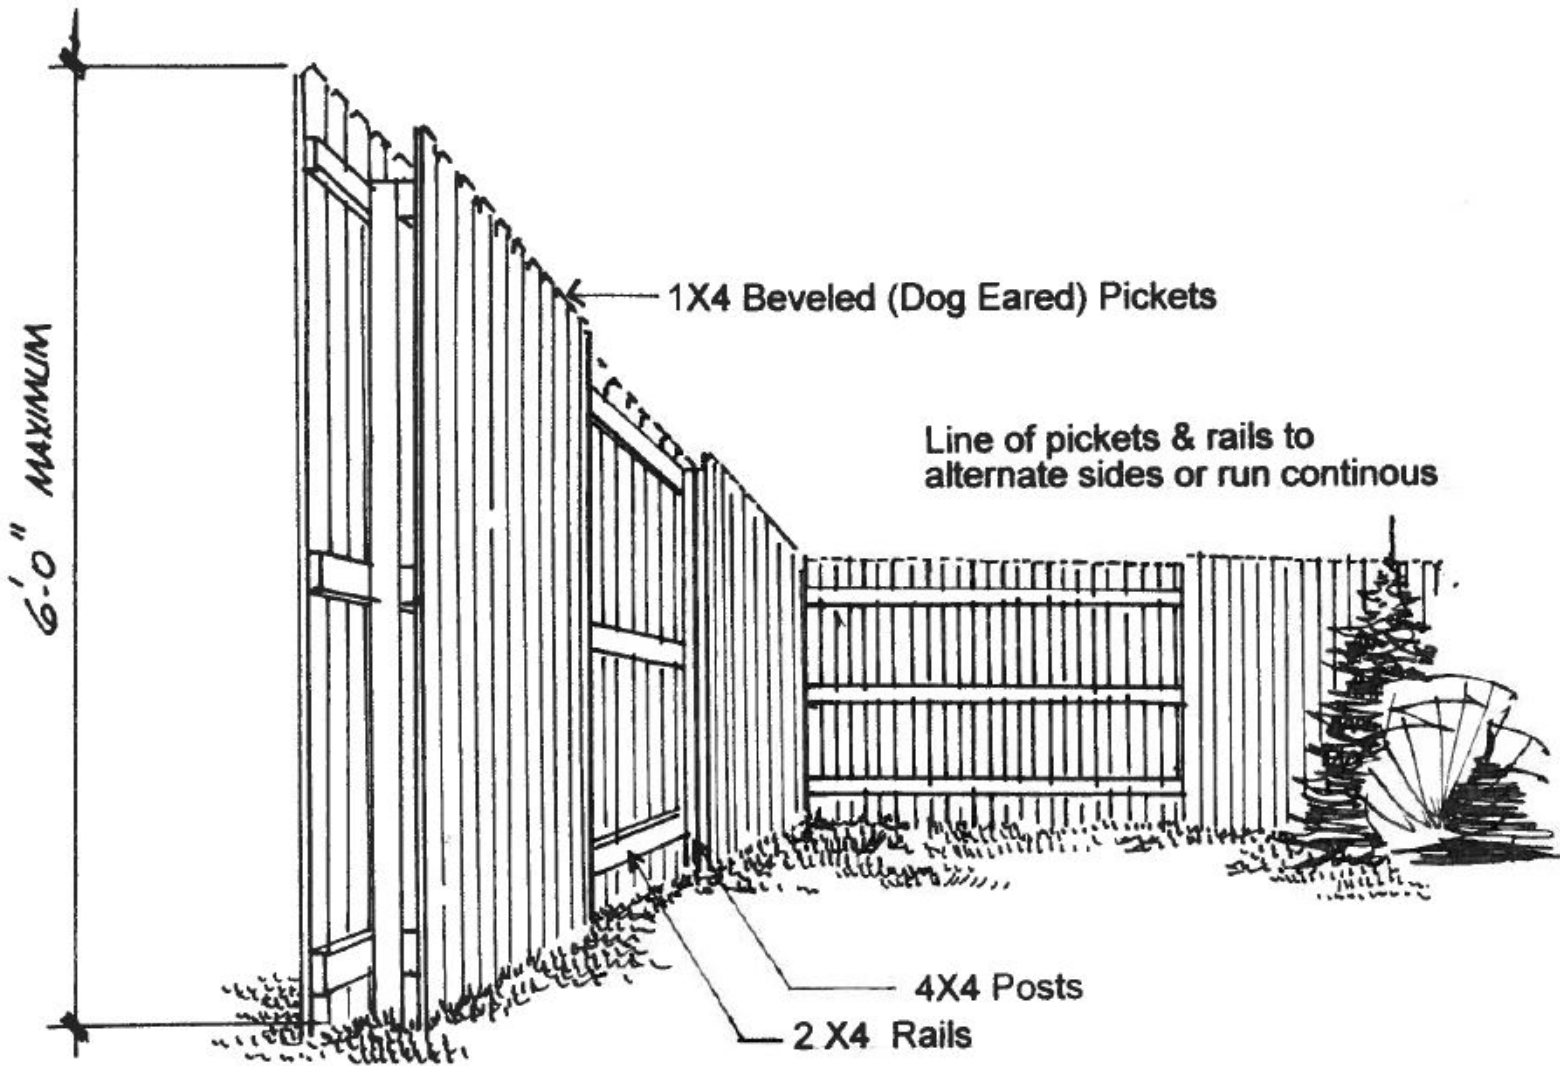 6'-0" MAXIMUM
1X4 Beveled (Dog Eared) Pickets
Line of pickets & rails to
alternate sides or run continous
4X4 Posts
2 X4 Rails